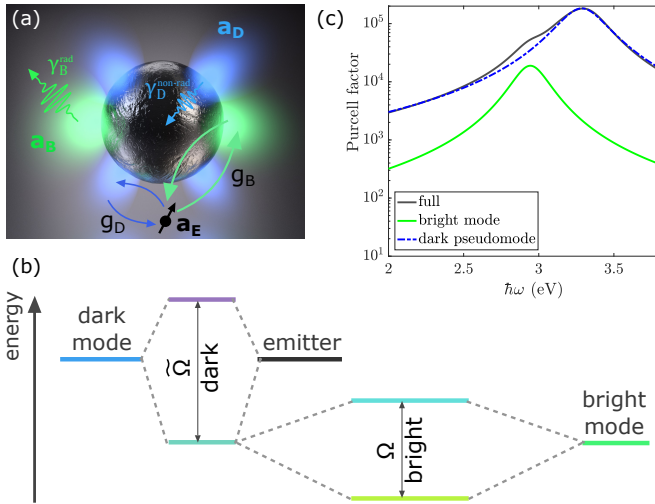 (a)
a_D
γ_B^rad
γ_D^non-rad
a_B
g_B
g_D
a_E
(c)
Purcell factor
10^5
10^4
10^3
10^2
10^1
full
bright mode
dark pseudomode
2
2.5
3
3.5
ħω (eV)
(b)
energy
dark
mode
Ω̃
dark
emitter
Ω
bright
bright
mode